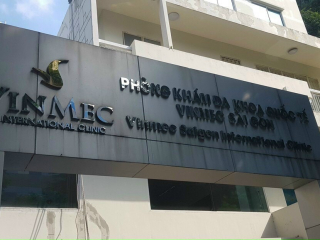 VINMEC
INTERNATIONAL CLINIC
PHÒNG KHÁM ĐA KHOA QUỐC TẾ
VINMEC SÀI GÒN
Vinmec Saigon International Clinic